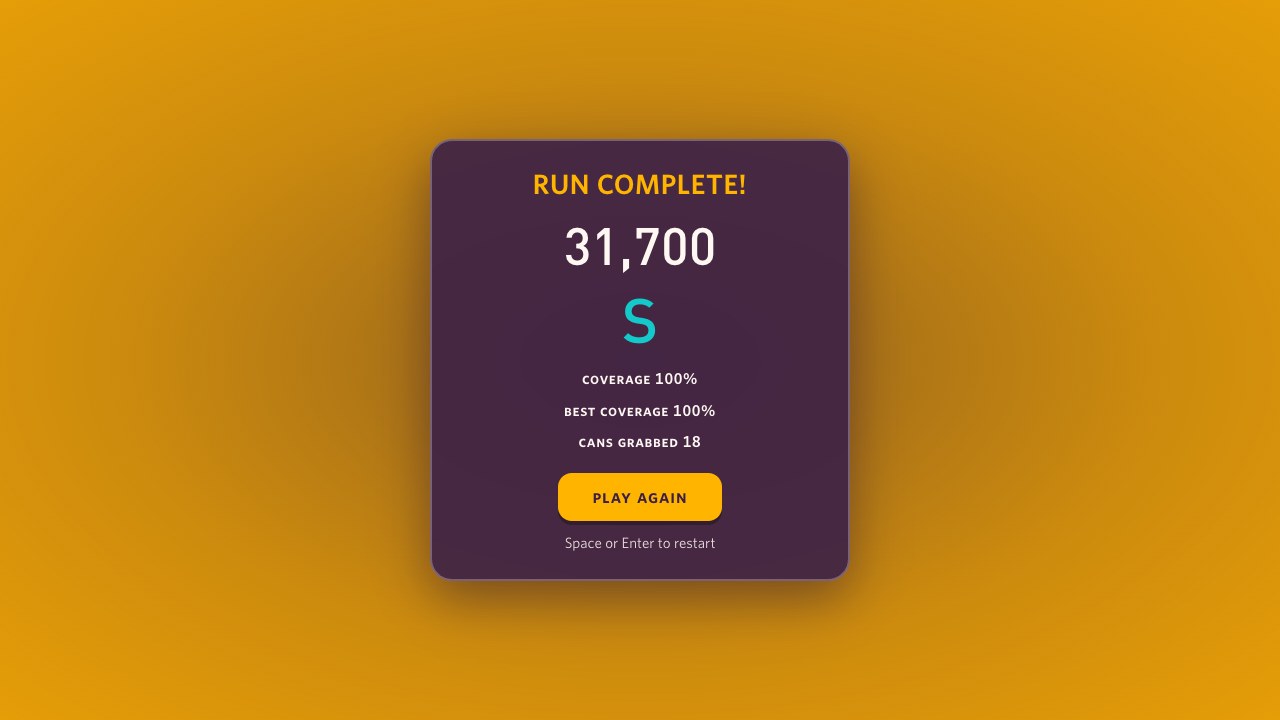 RUN COMPLETE!
31,700
S
COVERAGE 100%
BEST COVERAGE 100%
CANS GRABBED 18
PLAY AGAIN
Space or Enter to restart